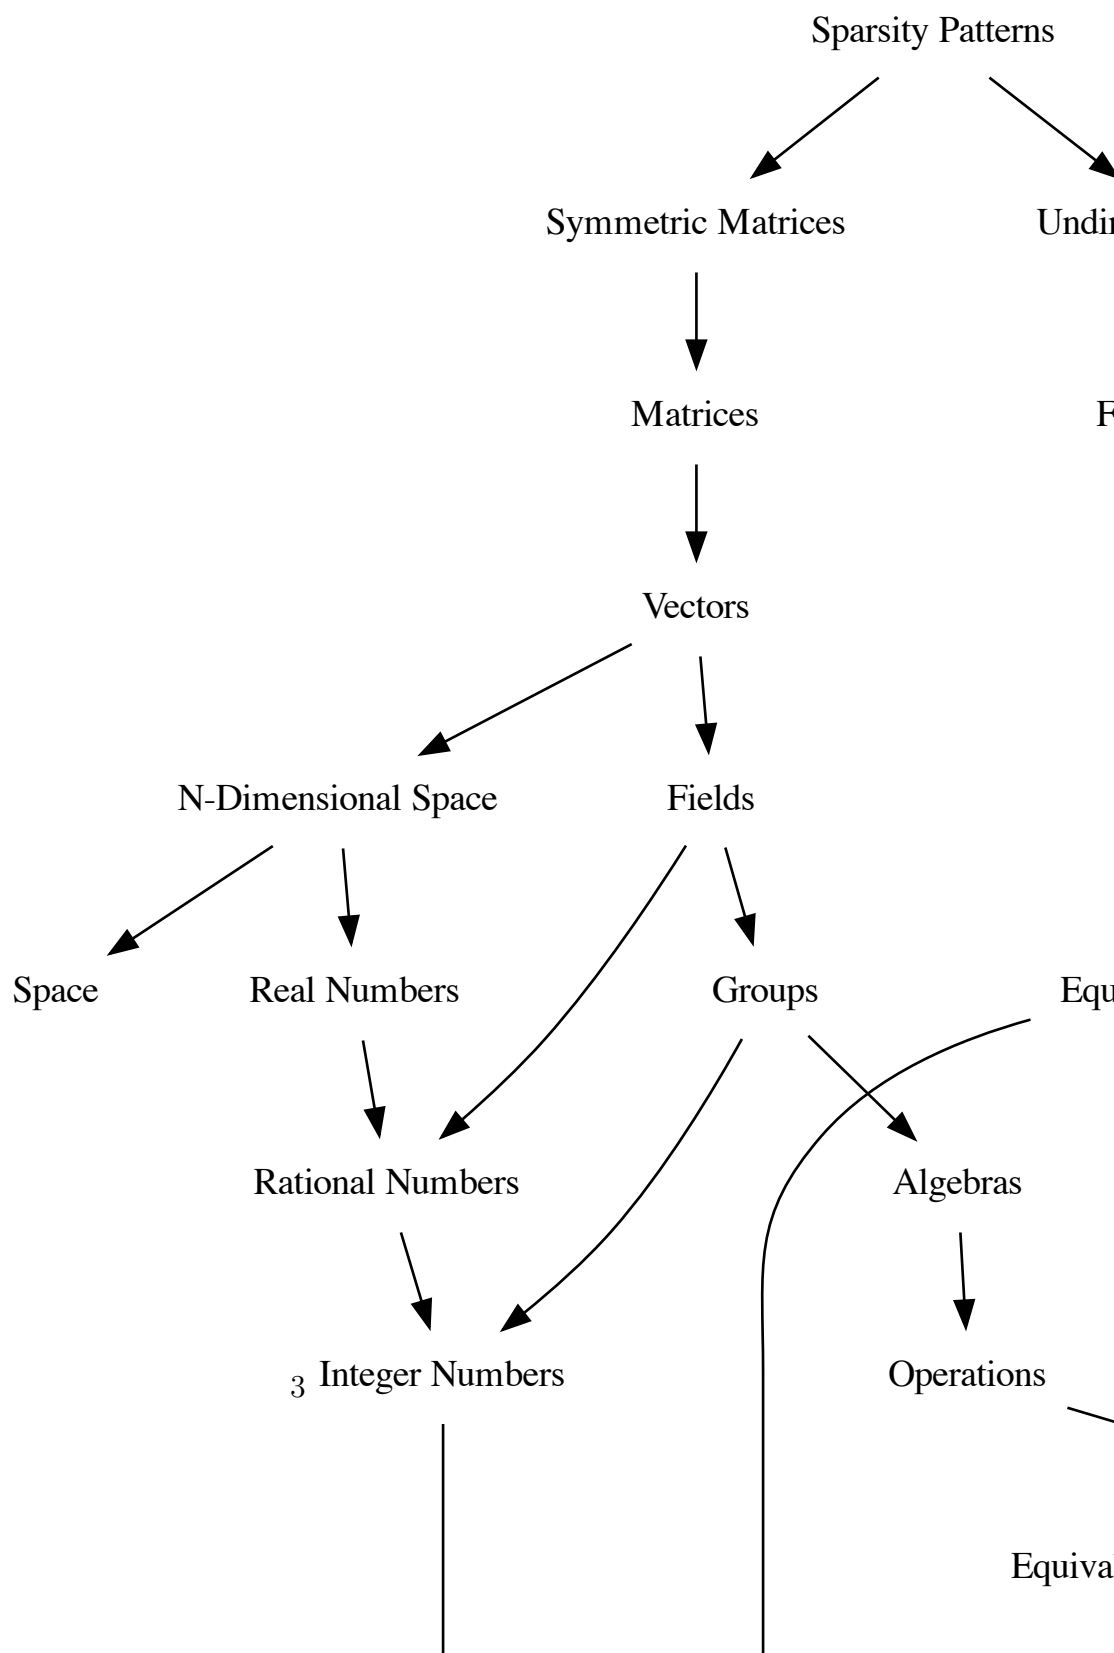 Sparsity Patterns
Symmetric Matrices
Matrices
Vectors
N-Dimensional Space
Fields
Space
Real Numbers
Groups
Rational Numbers
Algebras
3 Integer Numbers
Operations